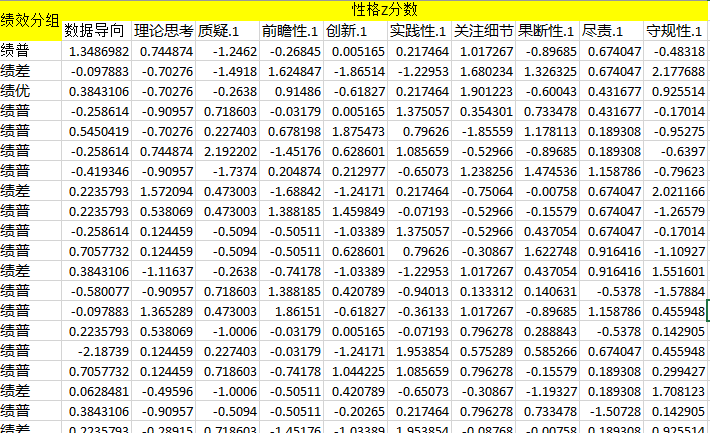 绩效分组 性格z分数
数据导向 理论思考 质疑.1 前瞻性.1 创新.1 实践性.1 关注细节 果断性.1 尽责.1 守规性.1
绩普 1.3486982 0.744874 -1.2462 -0.26845 0.005165 0.217464 1.017267 -0.89685 0.674047 -0.48318
绩差 -0.097883 -0.70276 -1.4918 1.624847 -1.86514 -1.22953 1.680234 1.326325 0.674047 2.177688
绩优 0.3843106 -0.70276 -0.2638 0.91486 -0.61827 0.217464 1.901223 -0.60043 0.431677 0.925514
绩普 -0.258614 -0.90957 0.718603 -0.03179 0.005165 1.375057 0.354301 0.733478 0.431677 -0.17014
绩普 0.5450419 -0.70276 0.227403 0.678198 1.875473 0.79626 -1.85559 1.178113 0.189308 -0.95275
绩普 -0.258614 0.744874 2.192202 -1.45176 0.628601 1.085659 -0.52966 -0.89685 0.189308 -0.6397
绩普 -0.419346 -0.90957 -1.7374 0.204874 0.212977 -0.65073 1.238256 1.474536 1.158786 -0.79623
绩差 0.2235793 1.572094 0.473003 -1.68842 -1.24171 0.217464 -0.75064 -0.00758 0.674047 2.021166
绩普 0.2235793 0.538069 0.473003 1.388185 1.459849 -0.07193 -0.52966 -0.15579 0.674047 -1.26579
绩普 -0.258614 0.124459 -0.5094 -0.50511 -1.03389 1.375057 -0.52966 0.437054 0.674047 -0.17014
绩普 0.7057732 0.124459 -0.5094 -0.50511 0.628601 0.79626 -0.30867 1.622748 0.916416 -1.10927
绩差 0.3843106 -1.11637 -0.2638 -0.74178 -1.03389 -1.22953 1.017267 0.437054 0.916416 1.551601
绩普 -0.580077 -0.90957 0.718603 1.388185 0.420789 -0.94013 0.133312 0.140631 -0.5378 -1.57884
绩普 -0.097883 1.365289 0.473003 1.86151 -0.61827 -0.36133 1.017267 -0.89685 1.158786 0.455948
绩普 0.2235793 0.538069 -1.0006 -0.03179 0.005165 -0.07193 0.796278 0.288843 -0.5378 0.142905
绩普 -2.18739 0.124459 0.227403 -0.03179 -1.24171 1.953854 0.575289 0.585266 0.674047 0.455948
绩普 0.7057732 0.124459 0.718603 -0.74178 1.044225 1.085659 0.796278 -0.15579 0.189308 0.299427
绩差 0.0628481 -0.49596 -1.0006 -0.50511 0.420789 -0.65073 -0.30867 -1.19327 0.189308 1.708123
绩普 0.3843106 -0.90957 -0.5094 -0.50511 -0.20265 0.217464 0.796278 0.733478 -1.50728 0.142905
绩普 0.2235793 -0.28915 0.718603 -1.45176 -1.03389 1.953854 -0.08768 -0.00758 0.189308 0.925514